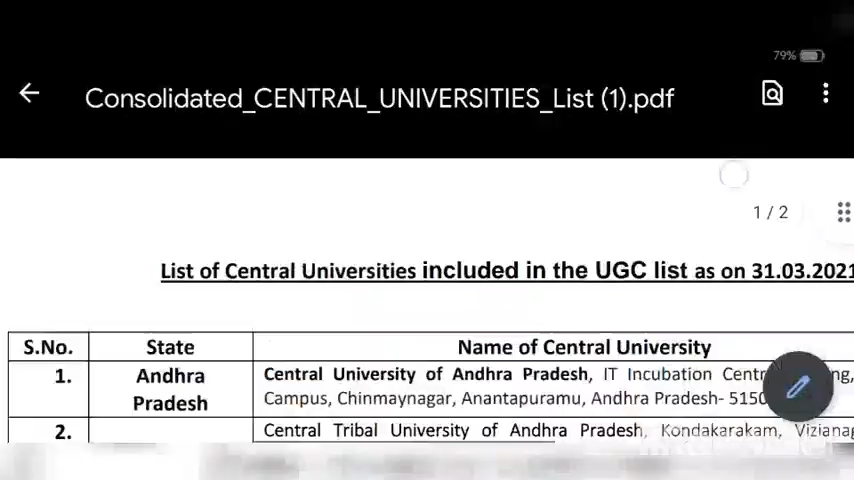 79%
Consolidated_CENTRAL_UNIVERSITIES_List (1).pdf
1 / 2
List of Central Universities included in the UGC list as on 31.03.2021
S.No. State Name of Central University
1. Andhra Pradesh Central University of Andhra Pradesh, IT Incubation
Campus, Chinmaynagar, Anantapuramu, Andhra Pradesh- 5150
2. Central Tribal University of Andhra Pradesh, Kondakarakam,